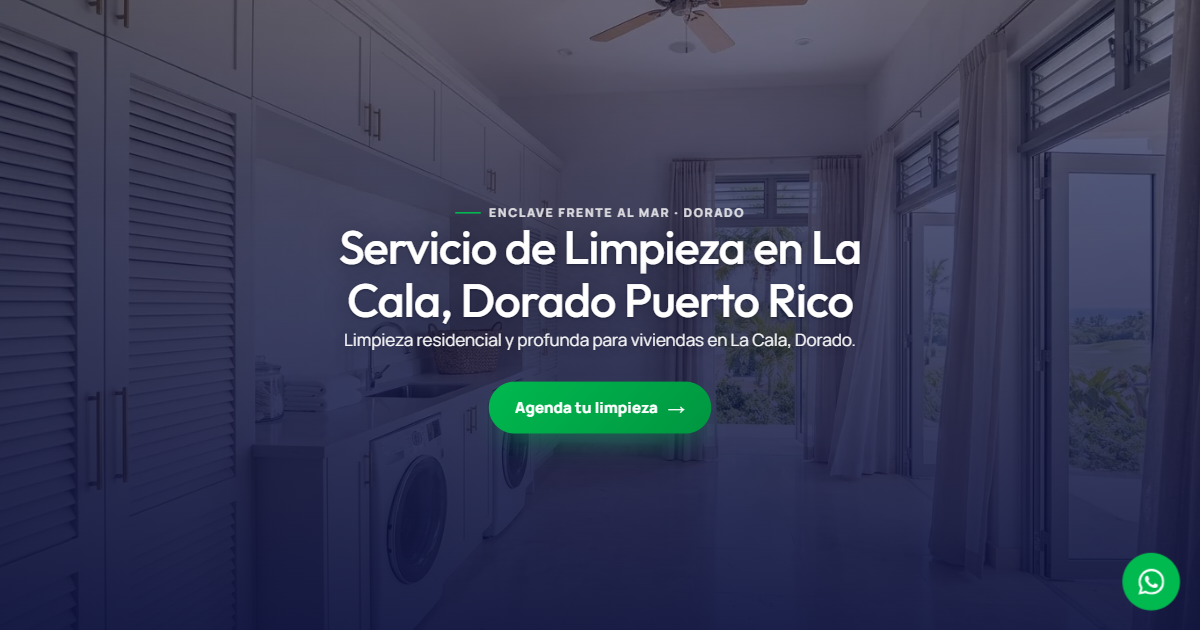 ENCLAVE FRENTE AL MAR · DORADO
Servicio de Limpieza en La
Cala, Dorado Puerto Rico
Limpieza residencial y profunda para viviendas en La Cala, Dorado.
Agenda tu limpieza →